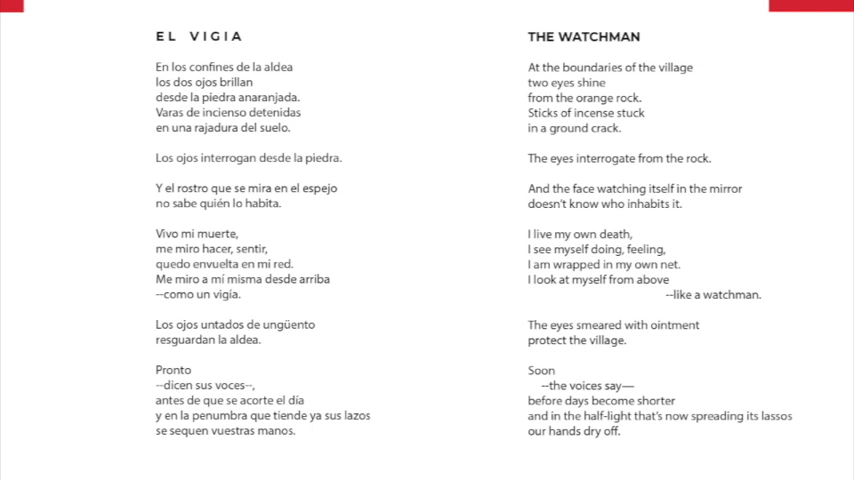 EL VIGIA
En los confines de la aldea
los dos ojos brillan
desde la piedra anaranjada.
Varas de incienso detenidas
en una rajadura del suelo.
Los ojos interrogan desde la piedra.
Y el rostro que se mira en el espejo
no sabe quién lo habita.
Vivo mi muerte,
me miro hacer, sentir,
quedo envuelta en mi red.
Me miro a mí misma desde arriba
--como un vigía.
Los ojos untados de ungüento
resguardan la aldea.
Pronto
--dicen sus voces--,
antes de que se acorte el día
y en la penumbra que tiende ya sus lazos
se sequen vuestras manos.
THE WATCHMAN
At the boundaries of the village
two eyes shine
from the orange rock.
Sticks of incense stuck
in a ground crack.
The eyes interrogate from the rock.
And the face watching itself in the mirror
doesn't know who inhabits it.
I live my own death,
I see myself doing, feeling,
I am wrapped in my own net.
I look at myself from above
--like a watchman.
The eyes smeared with ointment
protect the village.
Soon
--the voices say—
before days become shorter
and in the half-light that's now spreading its lassos
our hands dry off.